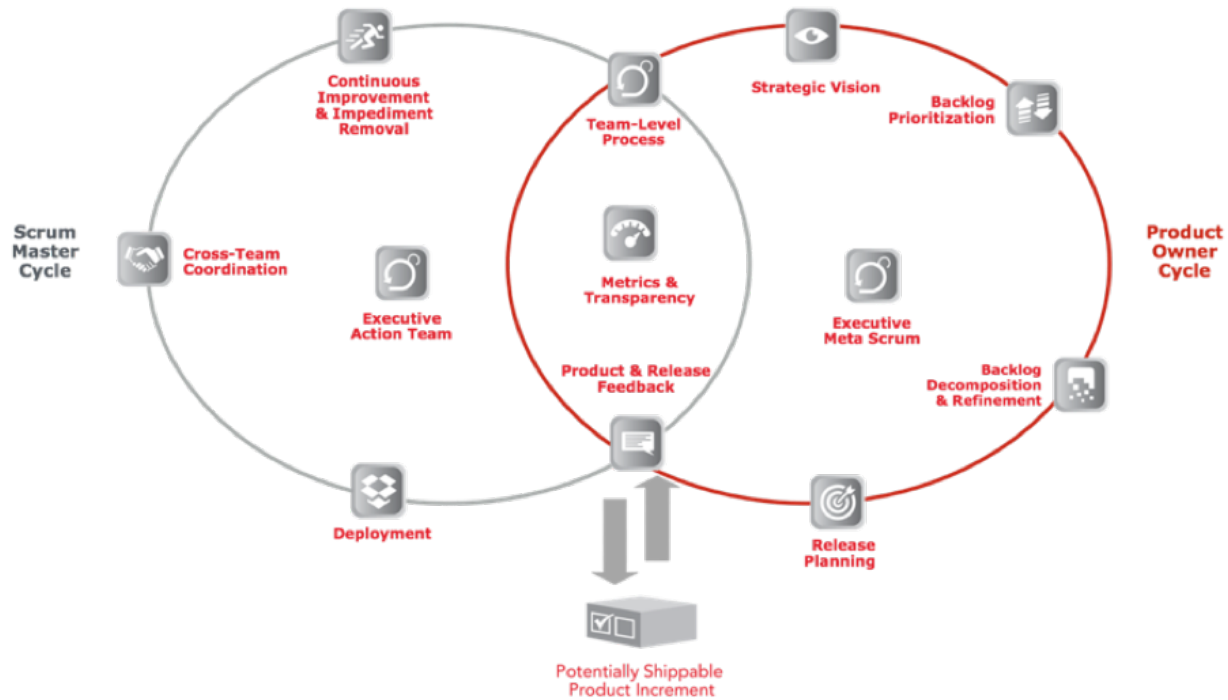 Continuous
Improvement
& Impediment
Removal
Team-Level
Process
Strategic Vision
Backlog
Prioritization
Scrum
Master
Cycle
Cross-Team
Coordination
Executive
Action Team
Metrics &
Transparency
Executive
Meta Scrum
Product
Owner
Cycle
Product & Release
Feedback
Backlog
Decomposition
& Refinement
Deployment
Release
Planning
Potentially Shippable
Product Increment